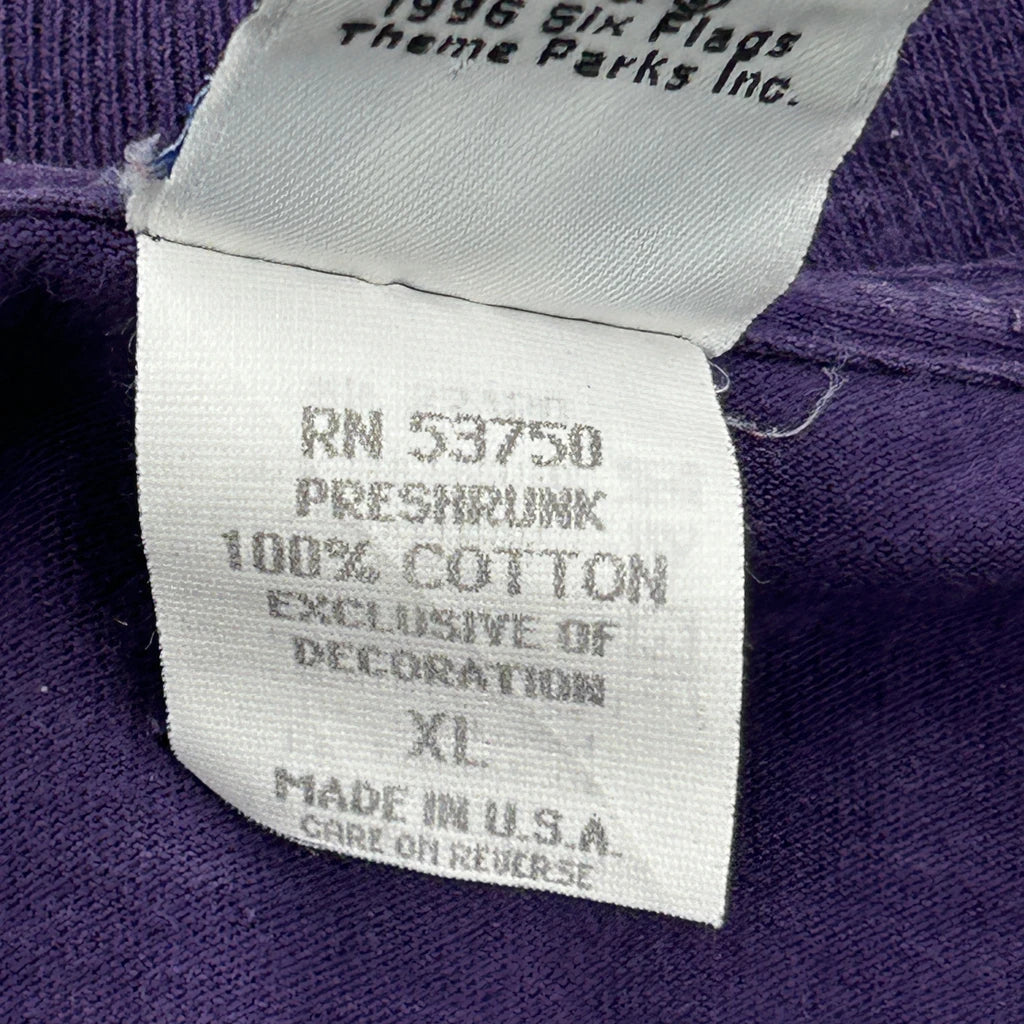 1996 Six Flags
Theme Parks Inc.
RN 53750
PRESHRUNK
100% COTTON
EXCLUSIVE OF
DECORATION
XL
MADE IN U.S.A.
CARE ON REVERSE